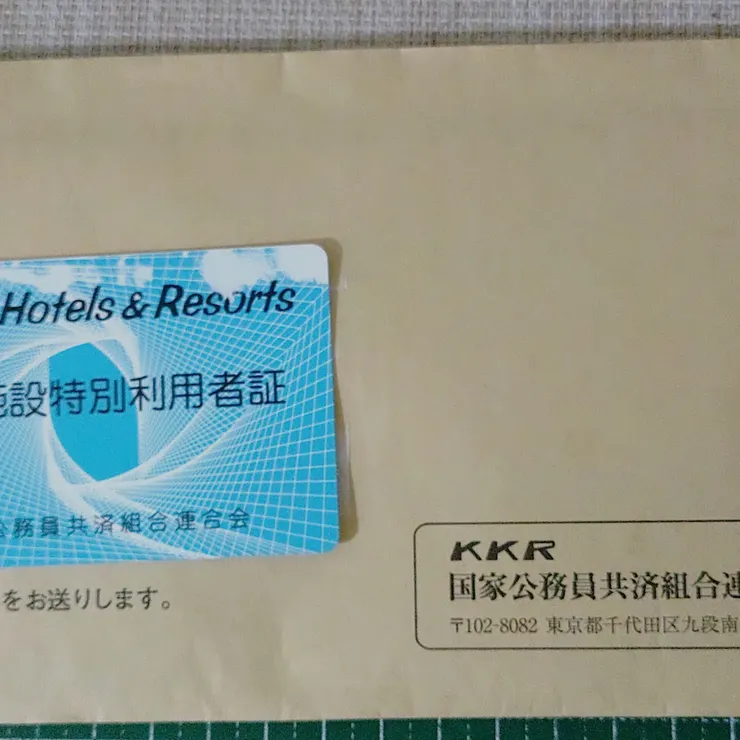 Hotels & Resorts
施設特別利用者証
公務員共済組合連合会
をお送りします。
KKR
国家公務員共済組合連
〒102-8082 東京都千代田区九段南